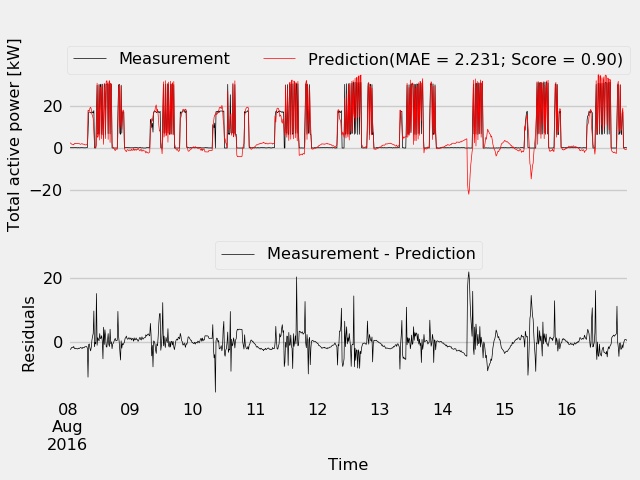 Measurement
Prediction(MAE = 2.231; Score = 0.90)
Total active power [kW]
20
0
−20
Measurement - Prediction
Residuals
20
0
08 09 10 11 12 13 14 15 16
Aug
2016
Time